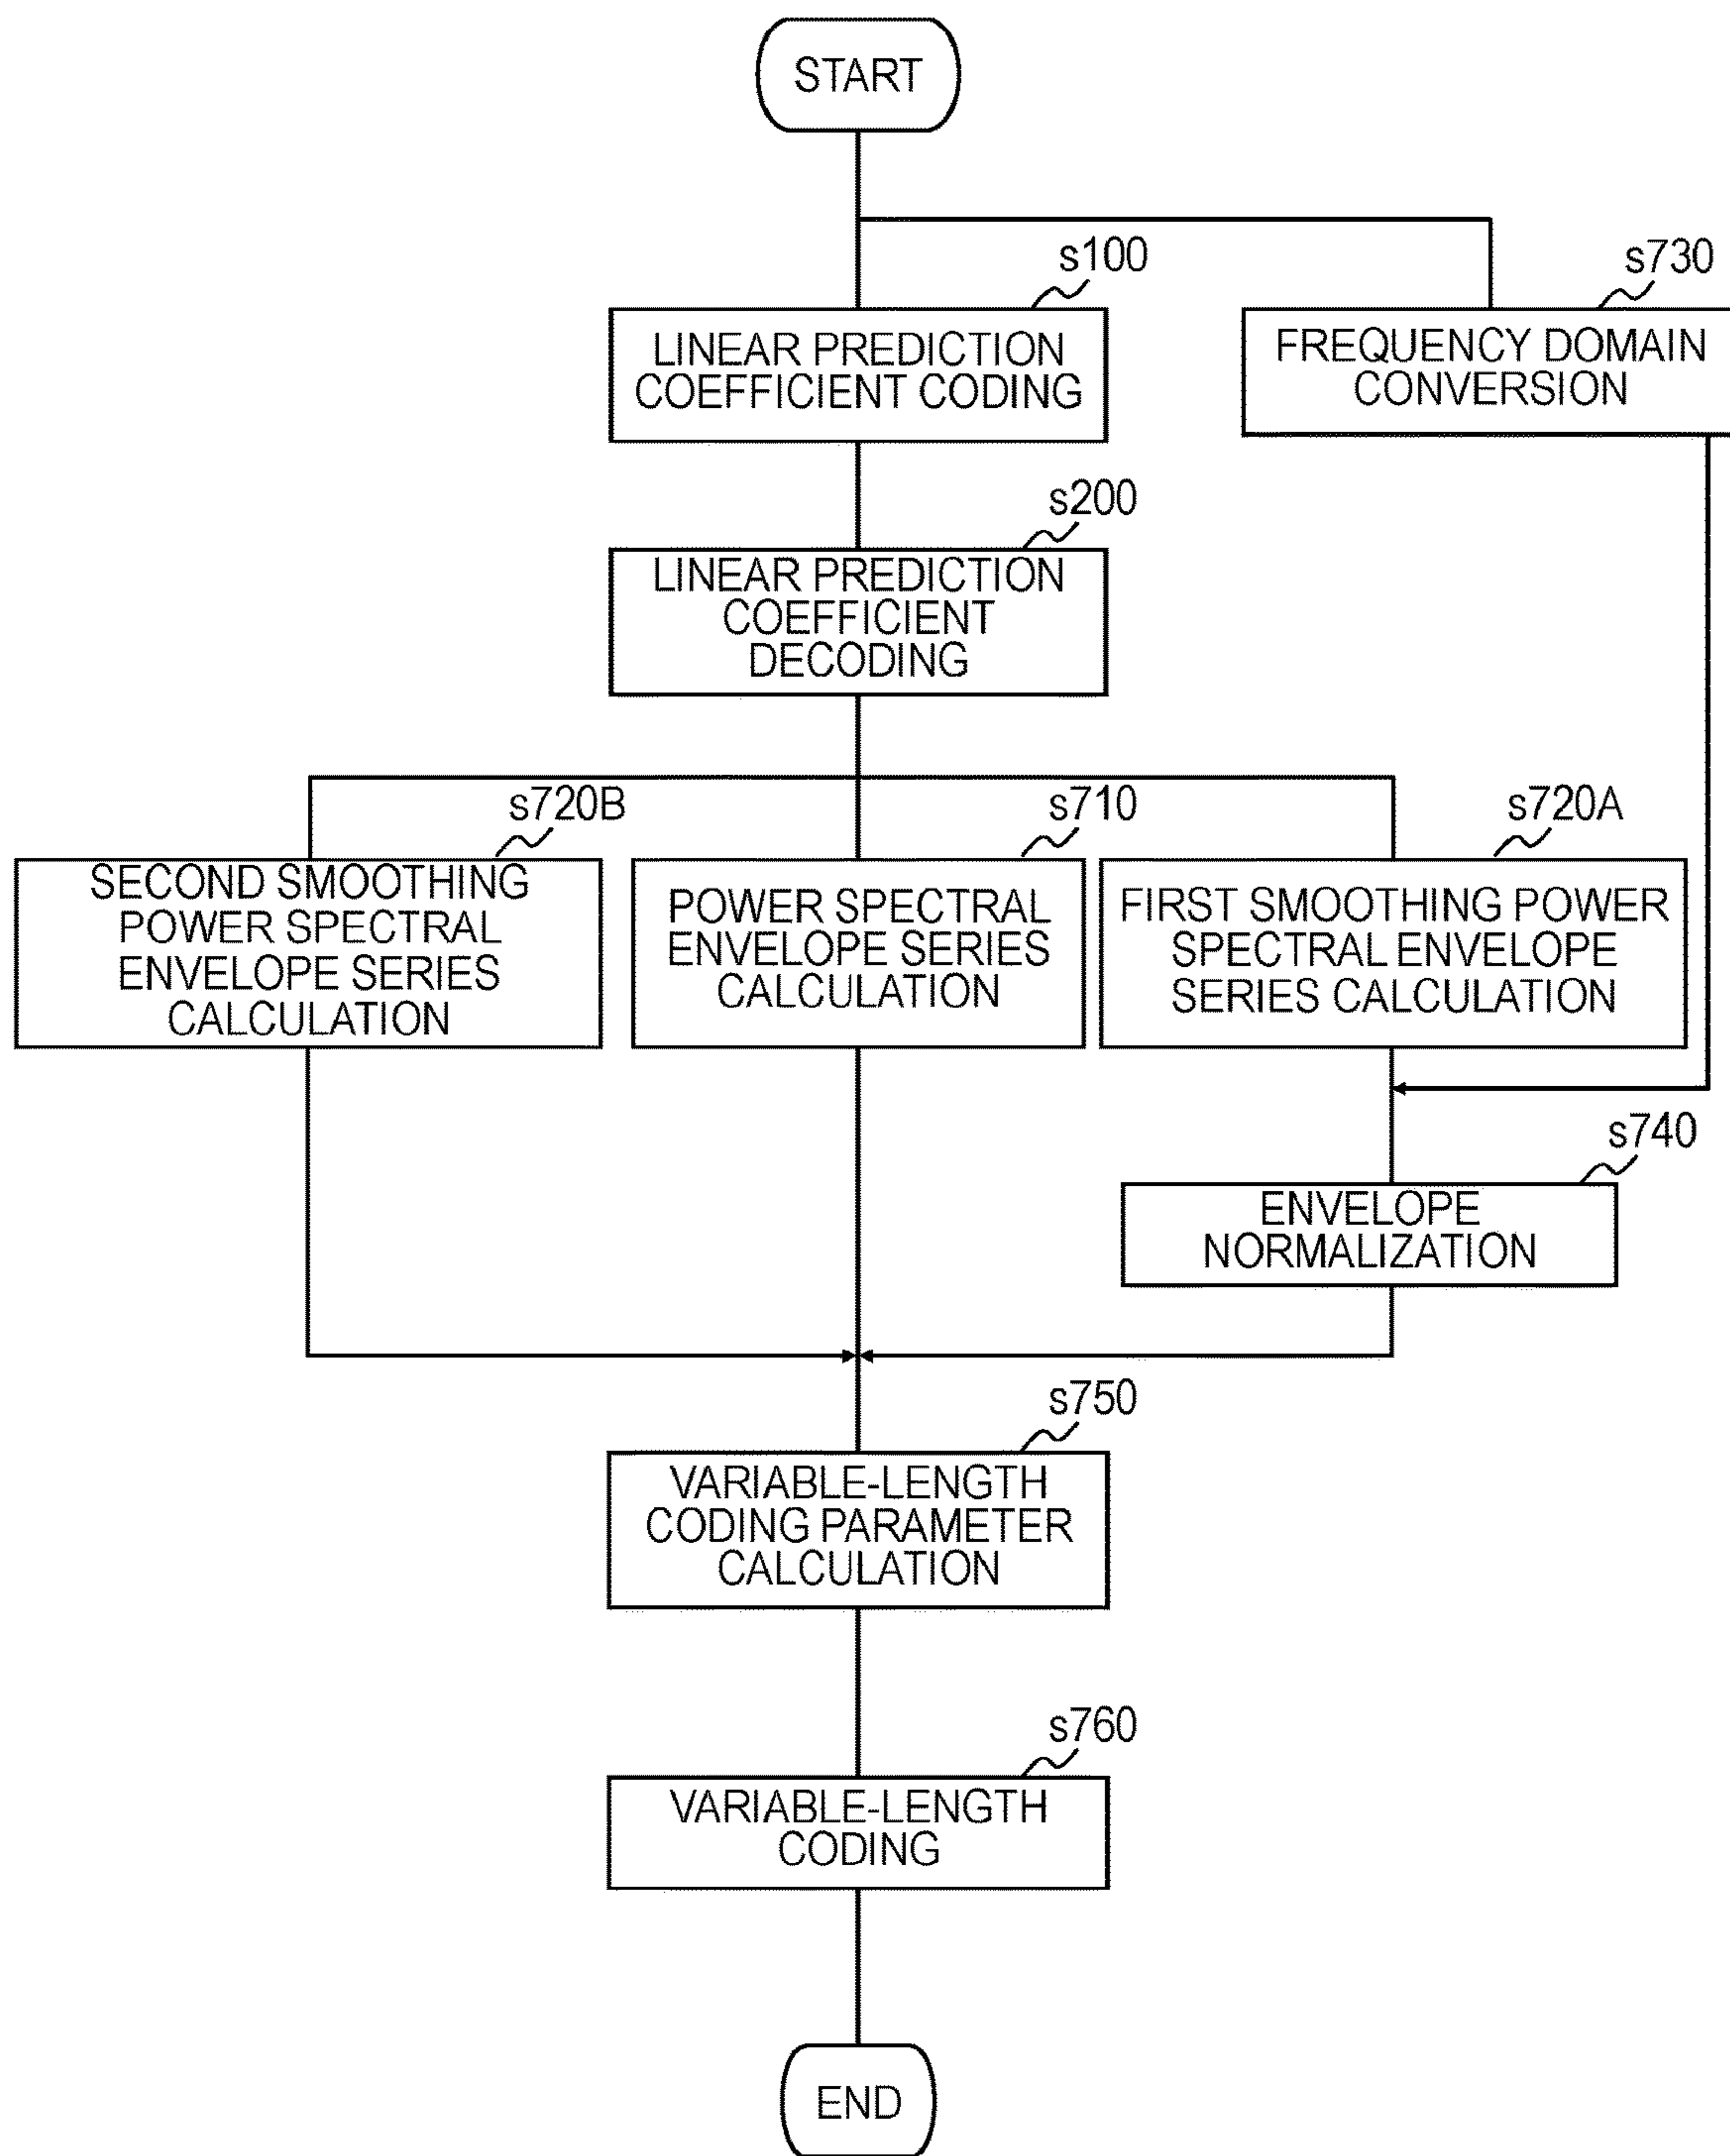 START
s100
LINEAR PREDICTION
COEFFICIENT CODING
s730
FREQUENCY DOMAIN
CONVERSION
s200
LINEAR PREDICTION
COEFFICIENT
DECODING
s720B
SECOND SMOOTHING
POWER SPECTRAL
ENVELOPE SERIES
CALCULATION
s710
POWER SPECTRAL
ENVELOPE SERIES
CALCULATION
s720A
FIRST SMOOTHING POWER
SPECTRAL ENVELOPE
SERIES CALCULATION
s740
ENVELOPE
NORMALIZATION
s750
VARIABLE-LENGTH
CODING PARAMETER
CALCULATION
s760
VARIABLE-LENGTH
CODING
END